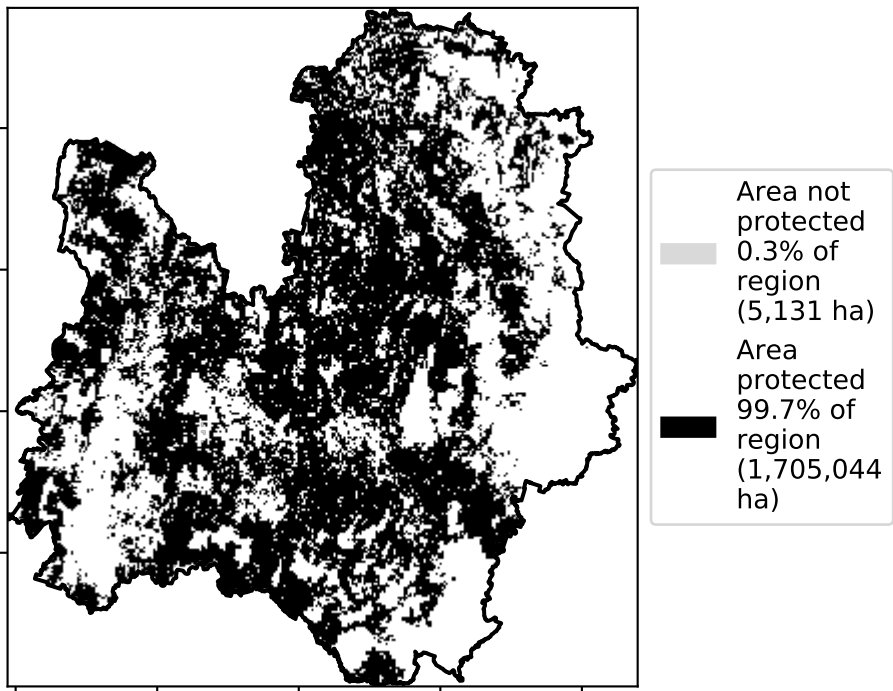 Area not
protected
0.3% of
region
(5,131 ha)
Area
protected
99.7% of
region
(1,705,044
ha)